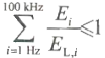 100 kHz
∑ E_i / E_{L,i} ⩽ 1
i=1 Hz